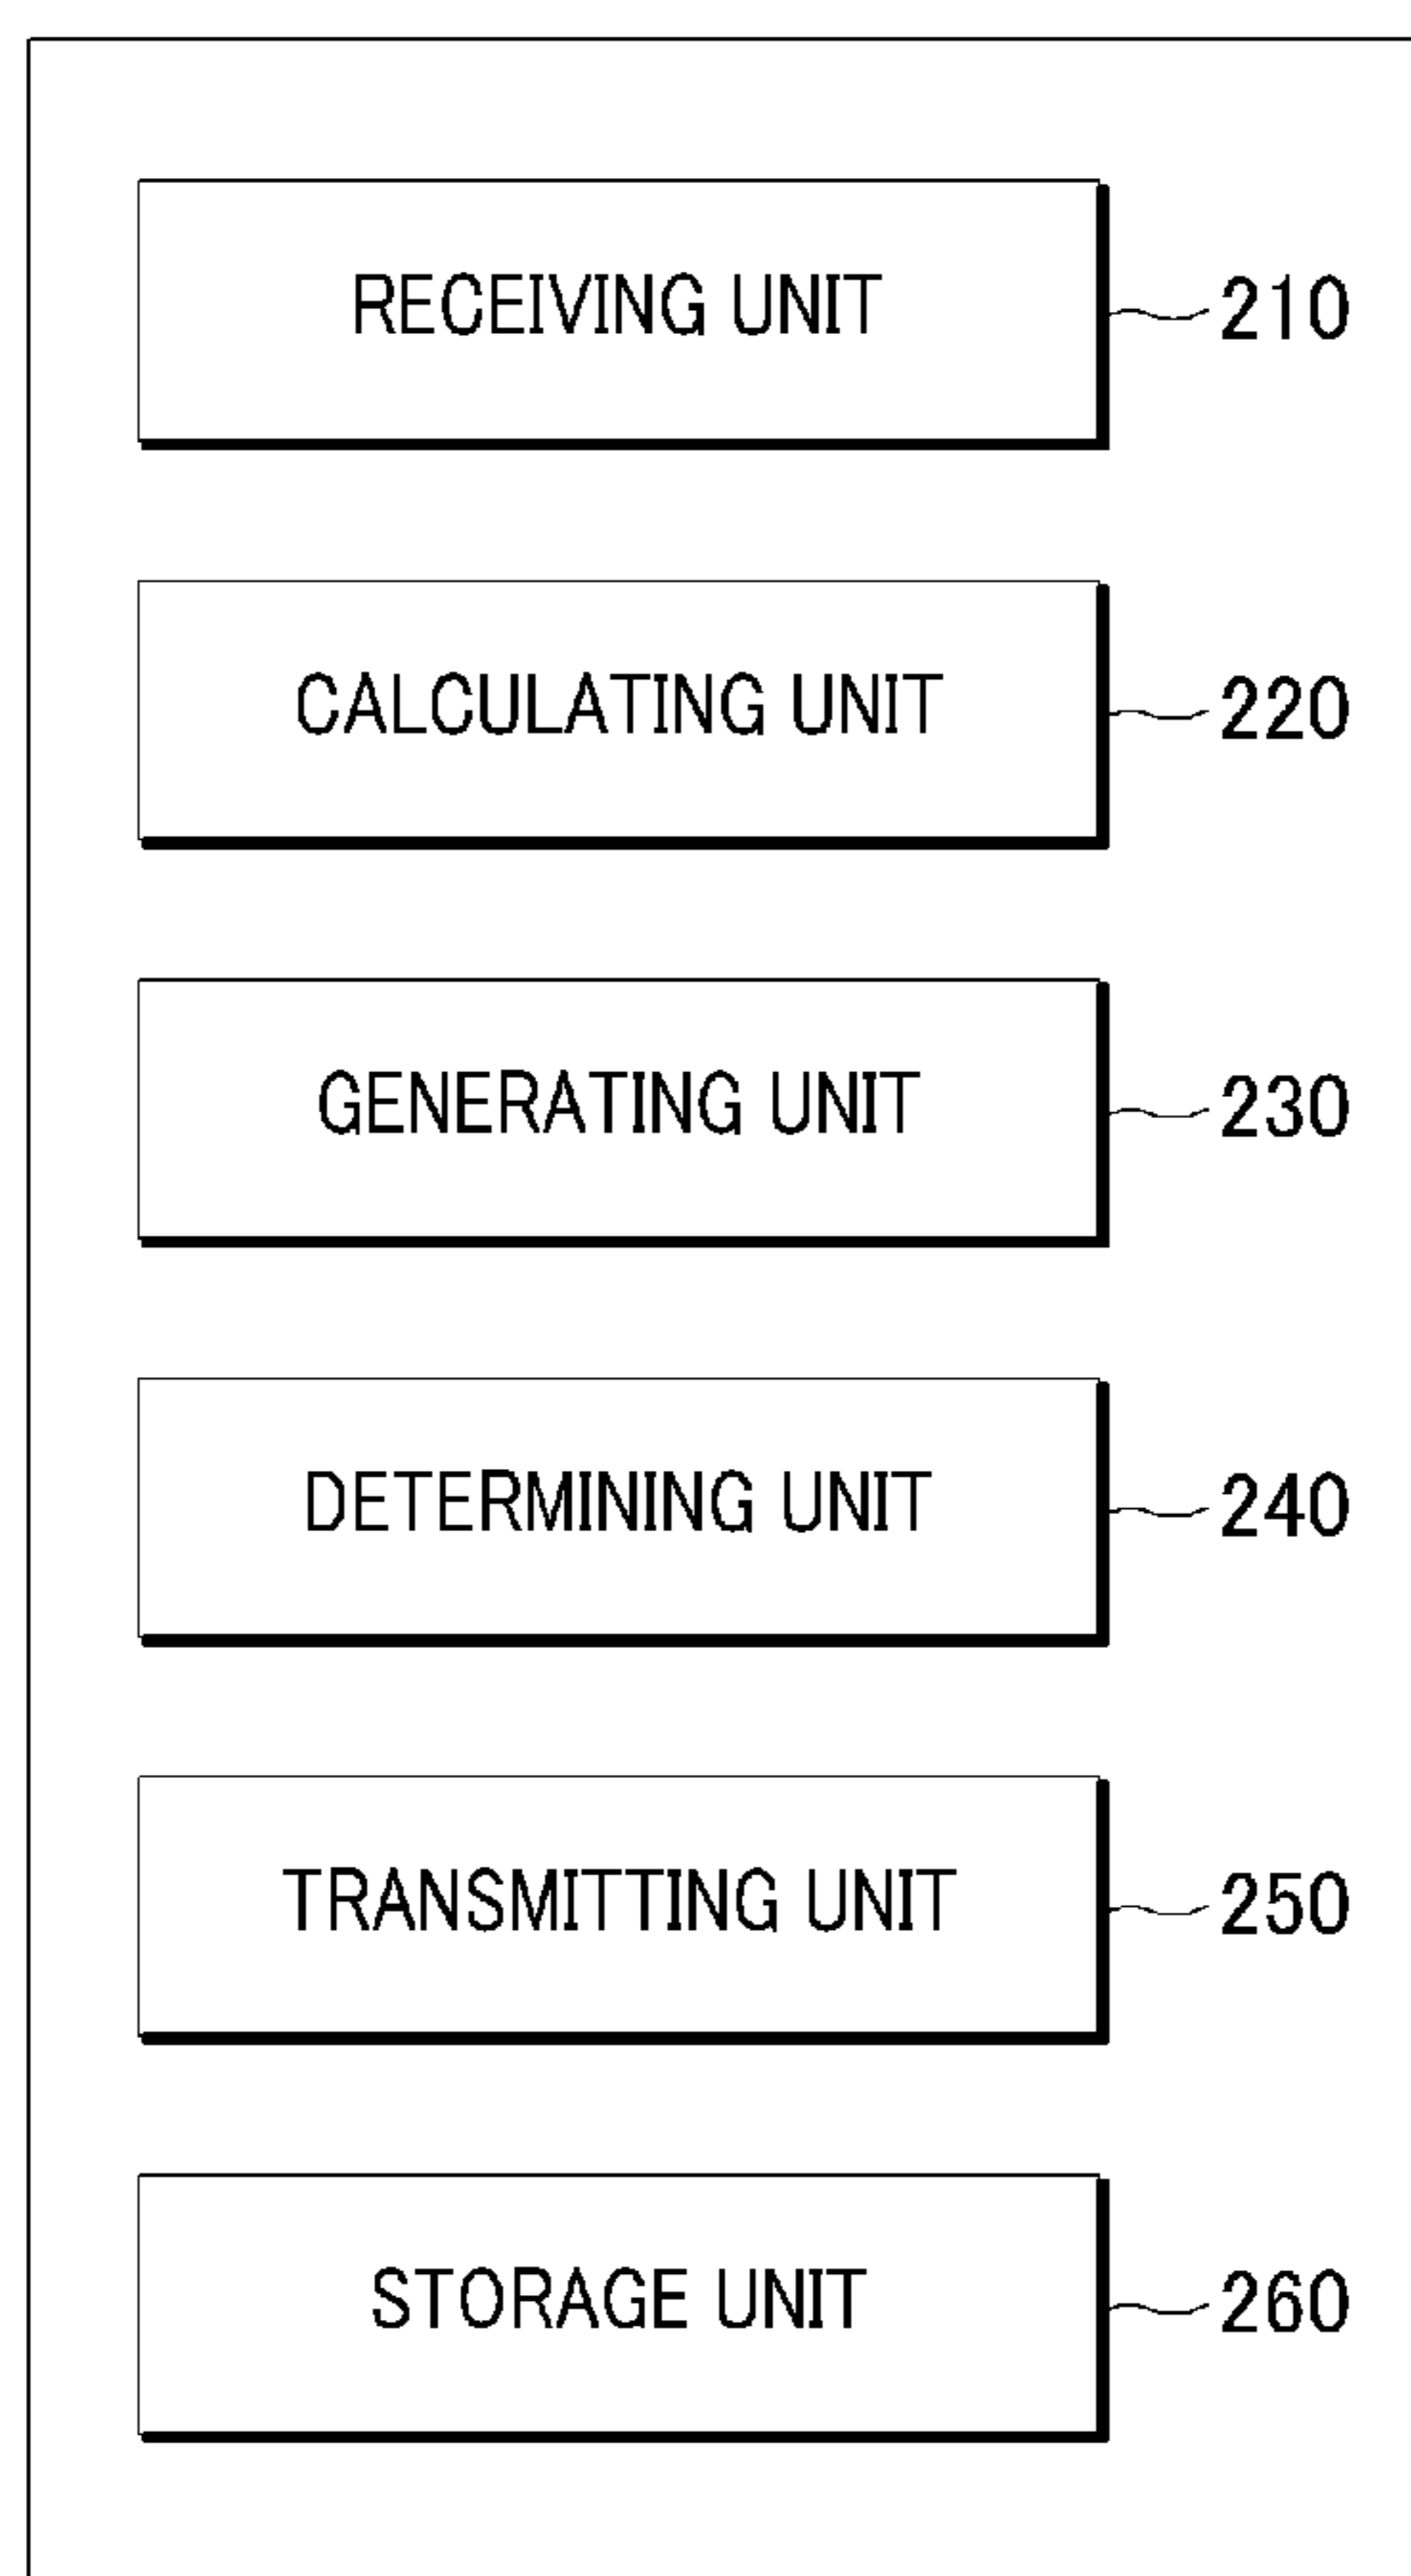 RECEIVING UNIT 210
CALCULATING UNIT 220
GENERATING UNIT 230
DETERMINING UNIT 240
TRANSMITTING UNIT 250
STORAGE UNIT 260